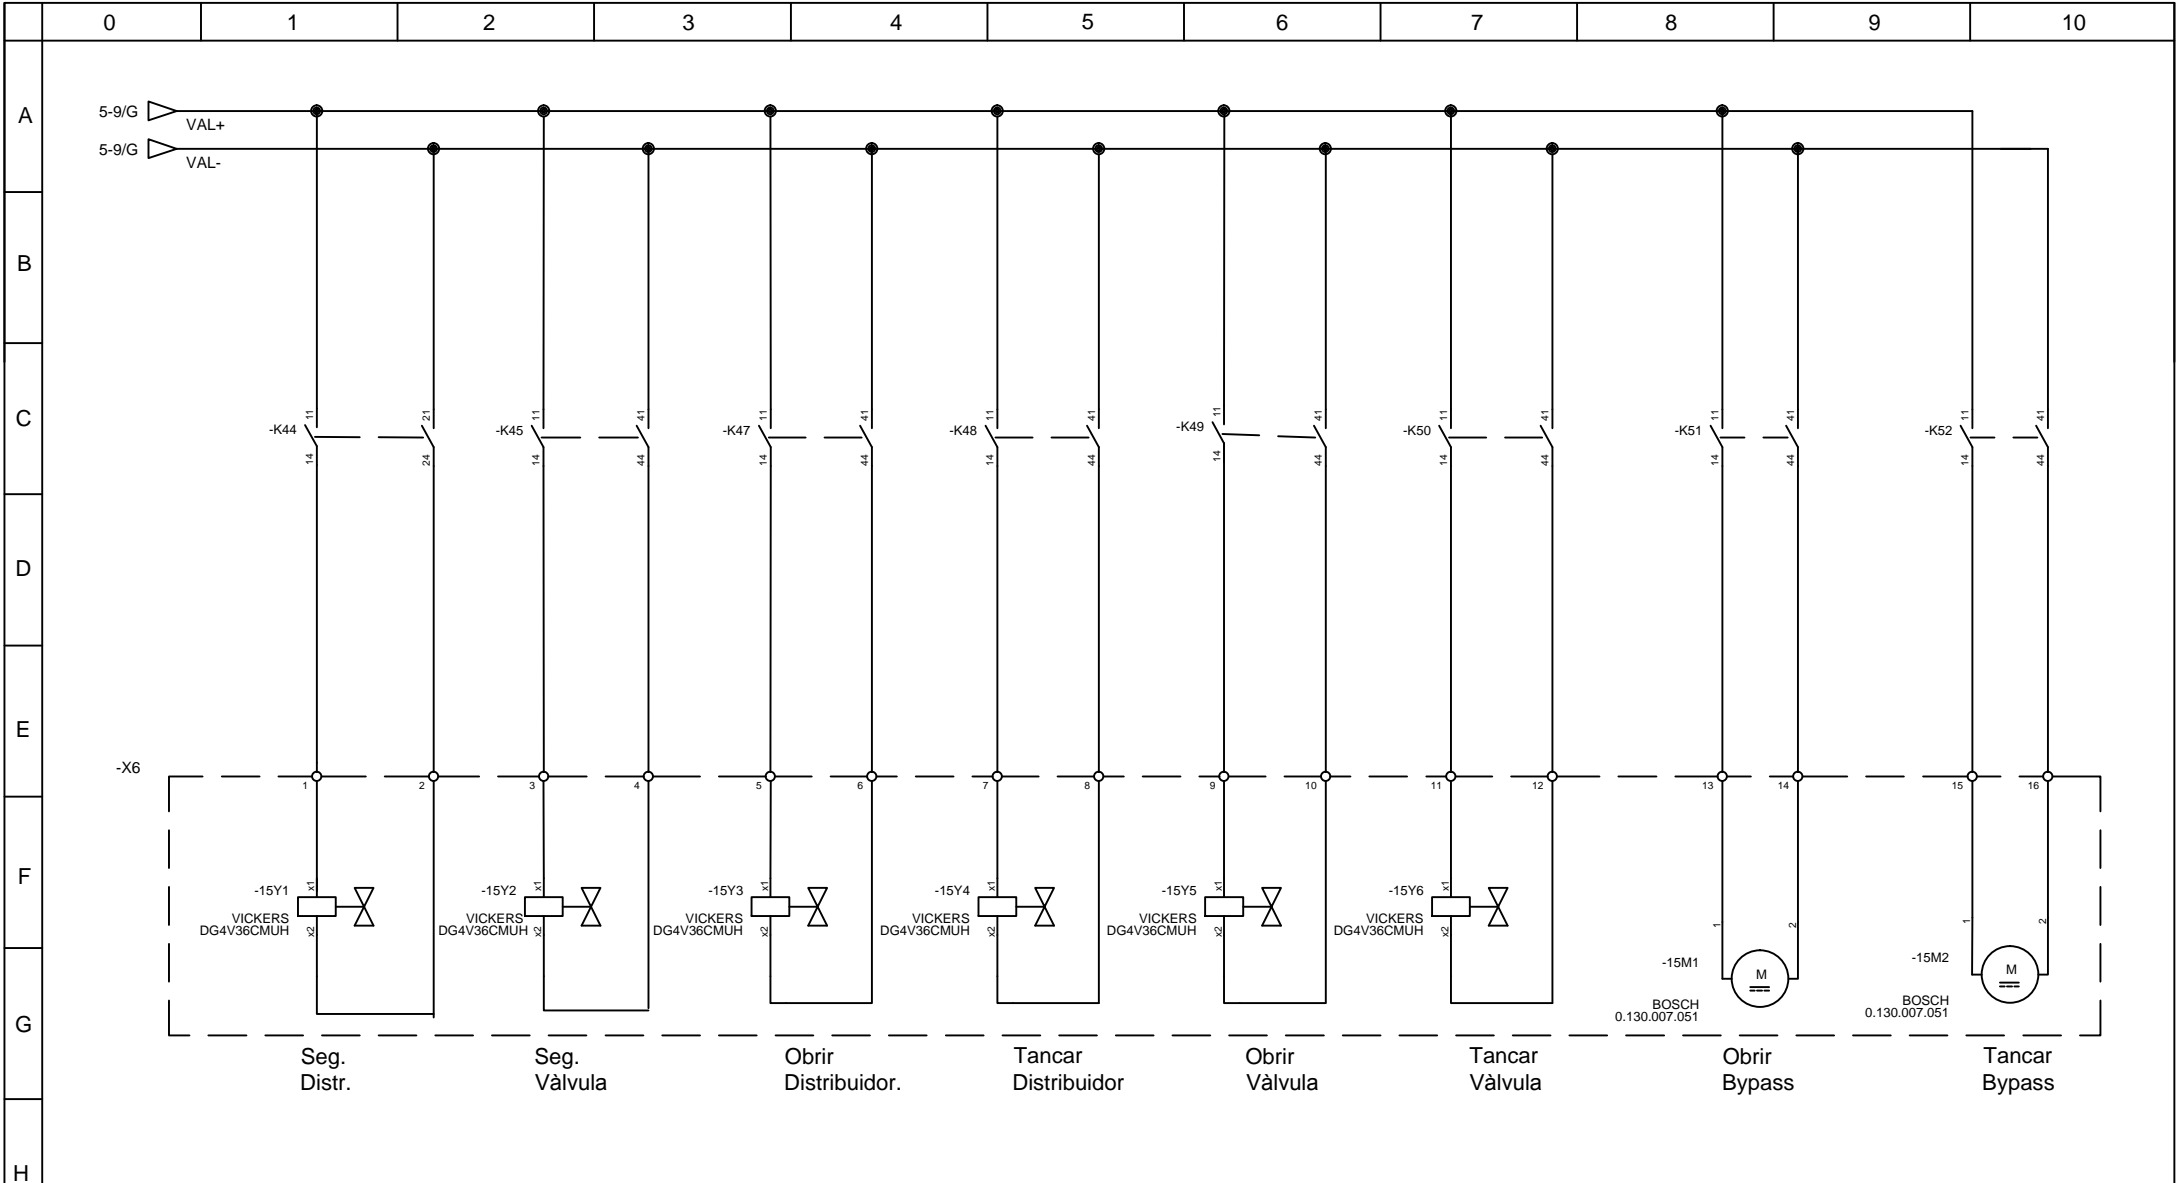 0 1 2 3 4 5 6 7 8 9 10
A
5-9/G VAL+
5-9/G VAL-
B
C
11 21 11 41 11 41 11 41 11 41 11 41 11 41 11 41
-K44 -K45 -K47 -K48 -K49 -K50 -K51 -K52
14 24 14 44 14 44 14 44 14 44 14 44 14 44 14 44
D
E
-X6
1 2 3 4 5 6 7 8 9 10 11 12 13 14 15 16
F
x1 x1 x1 x1 x1 x1
-15Y1 -15Y2 -15Y3 -15Y4 -15Y5 -15Y6
VICKERS VICKERS VICKERS VICKERS VICKERS VICKERS
DG4V36CMUH DG4V36CMUH DG4V36CMUH DG4V36CMUH DG4V36CMUH DG4V36CMUH
x2 x2 x2 x2 x2 x2
1 2 1 2
-15M1 M -15M2 M
BOSCH BOSCH
0.130.007.051 0.130.007.051
G
Seg. Seg. Obrir Tancar Obrir Tancar Obrir Tancar
Distr. Vàlvula Distribuidor. Distribuidor Vàlvula Vàlvula Bypass Bypass
H